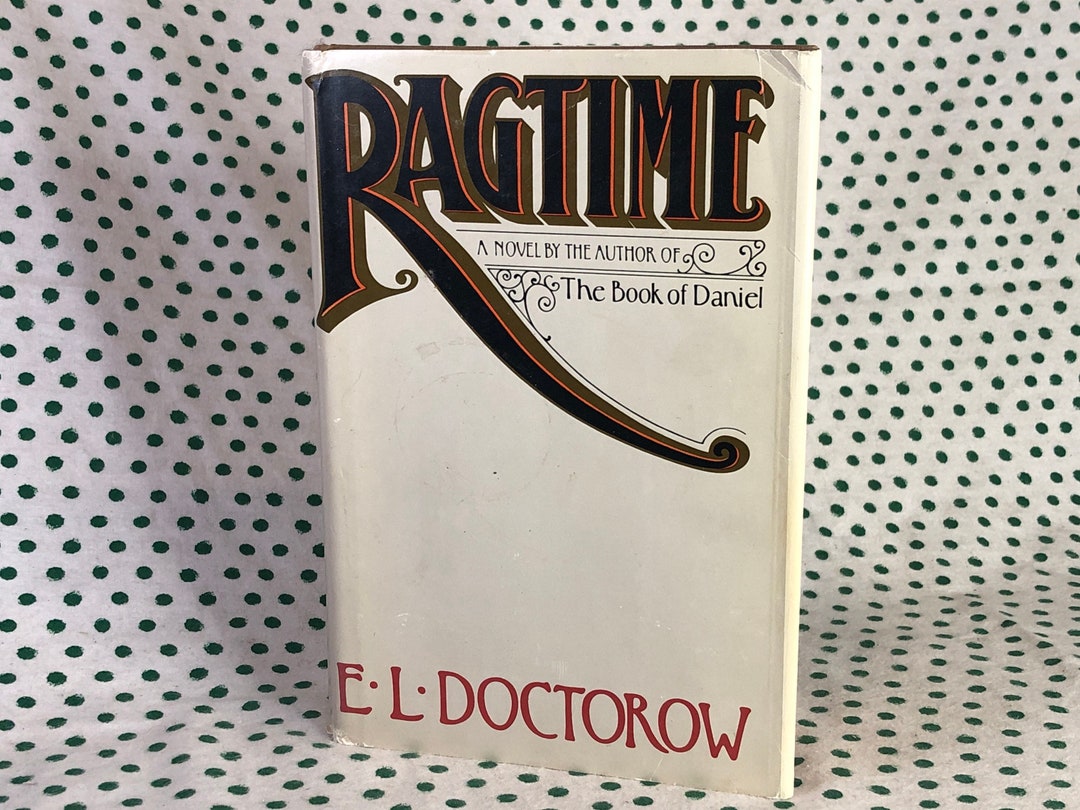 RAGTIME
A NOVEL BY THE AUTHOR OF
The Book of Daniel
E. L. DOCTOROW